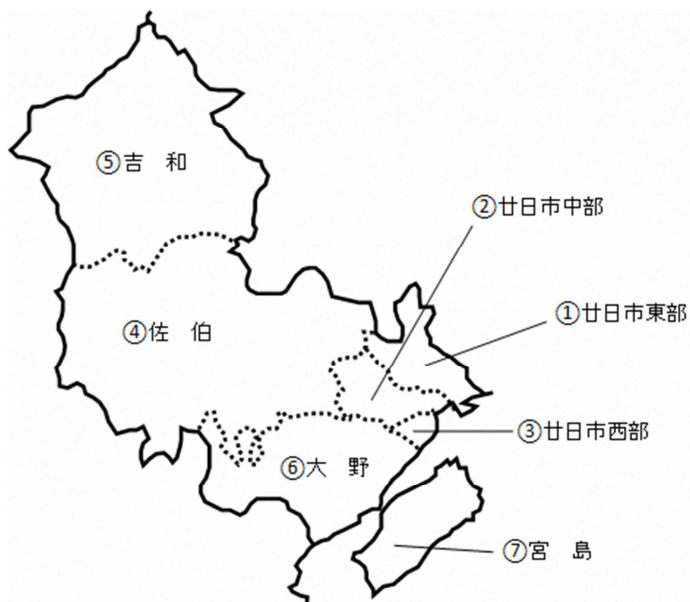 ⑤吉 和
②廿日市中部
①廿日市東部
④佐 伯
③廿日市西部
⑥大 野
⑦宮 島